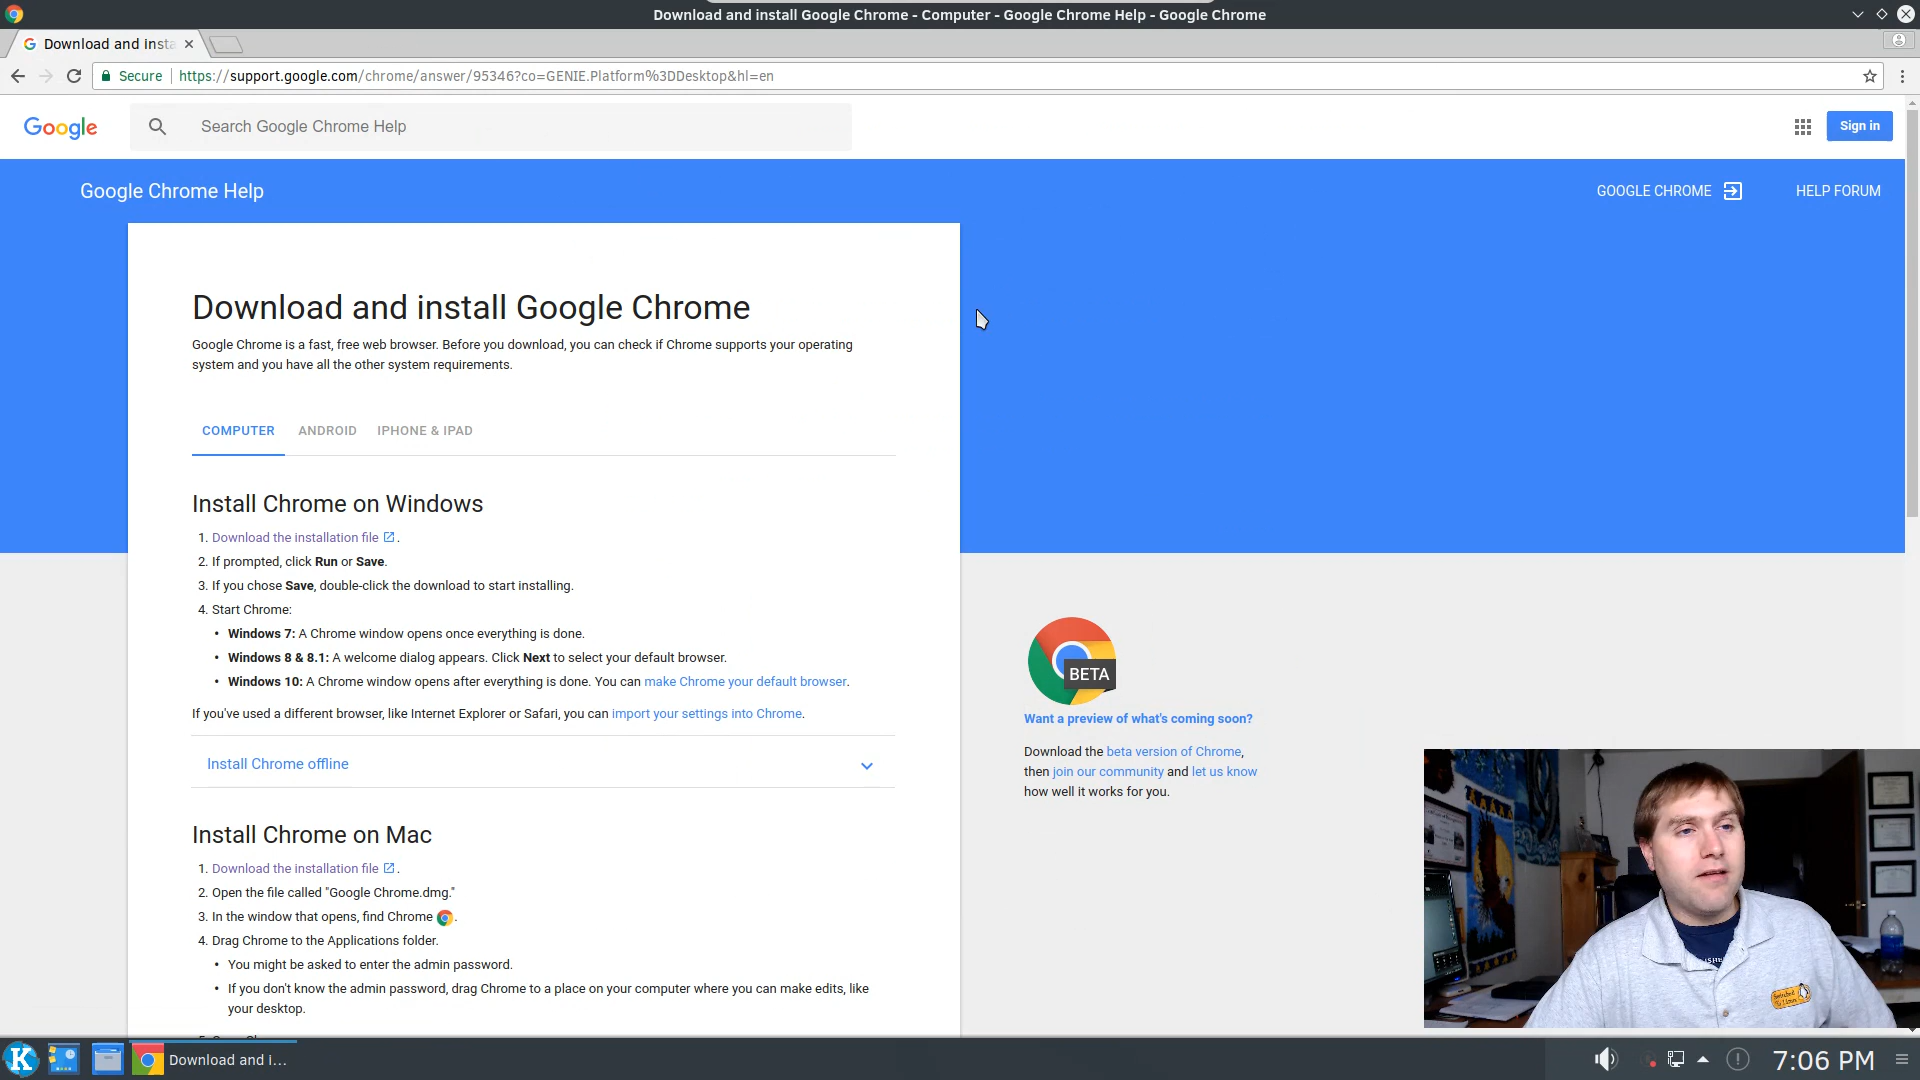 Download and install Google Chrome - Computer - Google Chrome Help - Google Chrome
Download and insta
Secure
https://support.google.com/chrome/answer/95346?co=GENIE.Platform%3DDesktop&hl=en
Google
Search Google Chrome Help
Sign in
Google Chrome Help
GOOGLE CHROME
HELP FORUM
Download and install Google Chrome
Google Chrome is a fast, free web browser. Before you download, you can check if Chrome supports your operating
system and you have all the other system requirements.
COMPUTER
ANDROID
IPHONE & IPAD
Install Chrome on Windows
1. Download the installation file .
2. If prompted, click Run or Save.
3. If you chose Save, double-click the download to start installing.
4. Start Chrome:
• Windows 7: A Chrome window opens once everything is done.
• Windows 8 & 8.1: A welcome dialog appears. Click Next to select your default browser.
• Windows 10: A Chrome window opens after everything is done. You can make Chrome your default browser.
If you've used a different browser, like Internet Explorer or Safari, you can import your settings into Chrome.
Install Chrome offline
Install Chrome on Mac
1. Download the installation file .
2. Open the file called "Google Chrome.dmg."
3. In the window that opens, find Chrome .
4. Drag Chrome to the Applications folder.
• You might be asked to enter the admin password.
• If you don't know the admin password, drag Chrome to a place on your computer where you can make edits, like
your desktop.
BETA
Want a preview of what's coming soon?
Download the beta version of Chrome,
then join our community and let us know
how well it works for you.
K
Download and i...
7:06 PM